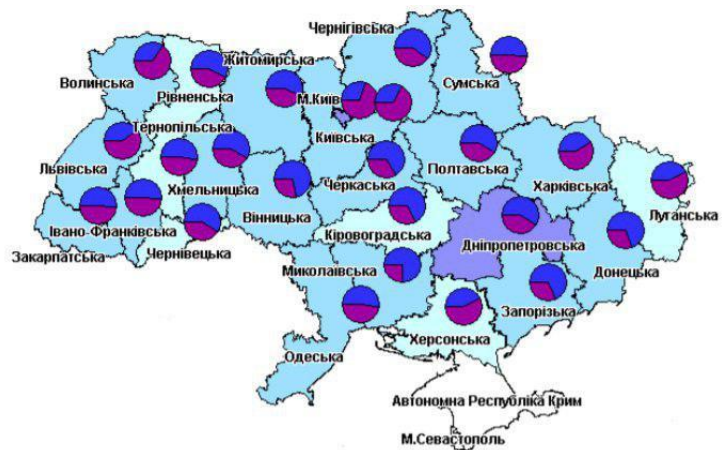 Чернігівська
Житомирська
Волинська
Сумська
Рівненська
М.Київ
Тернопільська
Київська
Львівська
Хмельницька
Черкаська
Полтавська
Харківська
Вінницька
Луганська
Івано-Франківська
Кіровоградська
Дніпропетровська
Закарпатська
Чернівецька
Миколаївська
Донецька
Запорізька
Херсонська
Одеська
Автономна Республіка Крим
М.Севастополь